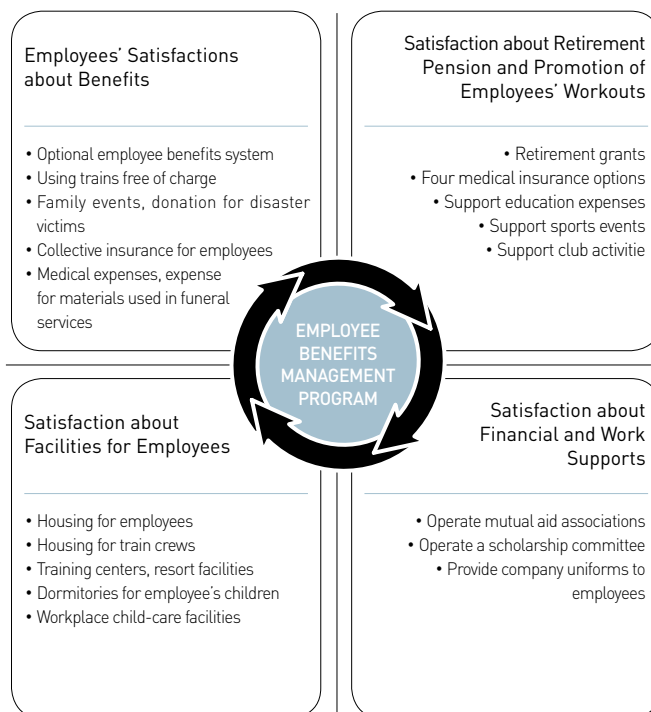 Employees’ Satisfactions
about Benefits
• Optional employee benefits system
• Using trains free of charge
• Family events, donation for disaster
victims
• Collective insurance for employees
• Medical expenses, expense
for materials used in funeral
services
Satisfaction about Retirement
Pension and Promotion of
Employees’ Workouts
• Retirement grants
• Four medical insurance options
• Support education expenses
• Support sports events
• Support club activitie
EMPLOYEE
BENEFITS
MANAGEMENT
PROGRAM
Satisfaction about
Facilities for Employees
• Housing for employees
• Housing for train crews
• Training centers, resort facilities
• Dormitories for employee’s children
• Workplace child-care facilities
Satisfaction about
Financial and Work
Supports
• Operate mutual aid associations
• Operate a scholarship committee
• Provide company uniforms to
employees